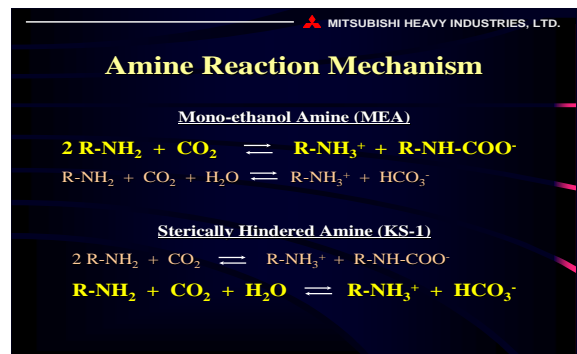 MITSUBISHI HEAVY INDUSTRIES, LTD.
Amine Reaction Mechanism
Mono-ethanol Amine (MEA)
2 R-NH₂ + CO₂ ⇌ R-NH₃⁺ + R-NH-COO⁻
R-NH₂ + CO₂ + H₂O ⇌ R-NH₃⁺ + HCO₃⁻
Sterically Hindered Amine (KS-1)
2 R-NH₂ + CO₂ ⇌ R-NH₃⁺ + R-NH-COO⁻
R-NH₂ + CO₂ + H₂O ⇌ R-NH₃⁺ + HCO₃⁻